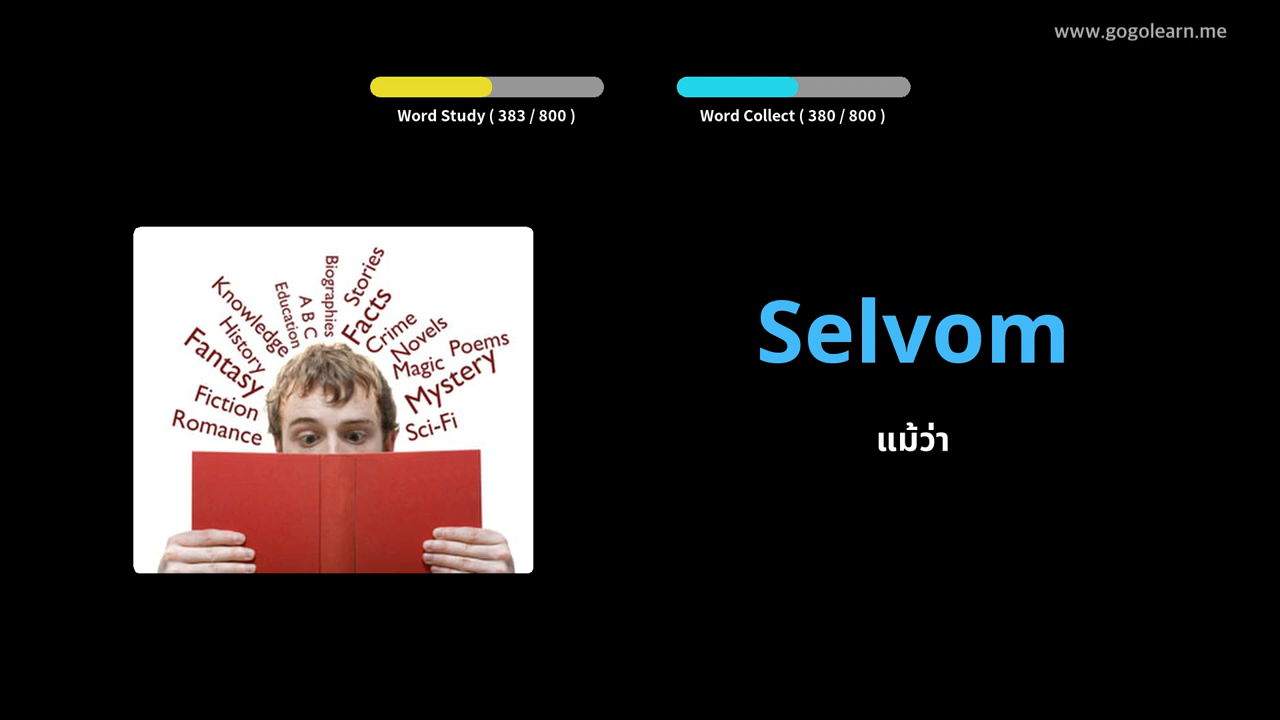 www.gogolearn.me
Word Study ( 383 / 800 )
Word Collect ( 380 / 800 )
Selvom
แม้ว่า
Knowledge
History
Fantasy
Fiction
Romance
Education
A B C
Biographies
Stories
Facts
Crime
Novels
Magic
Poems
Mystery
Sci-Fi